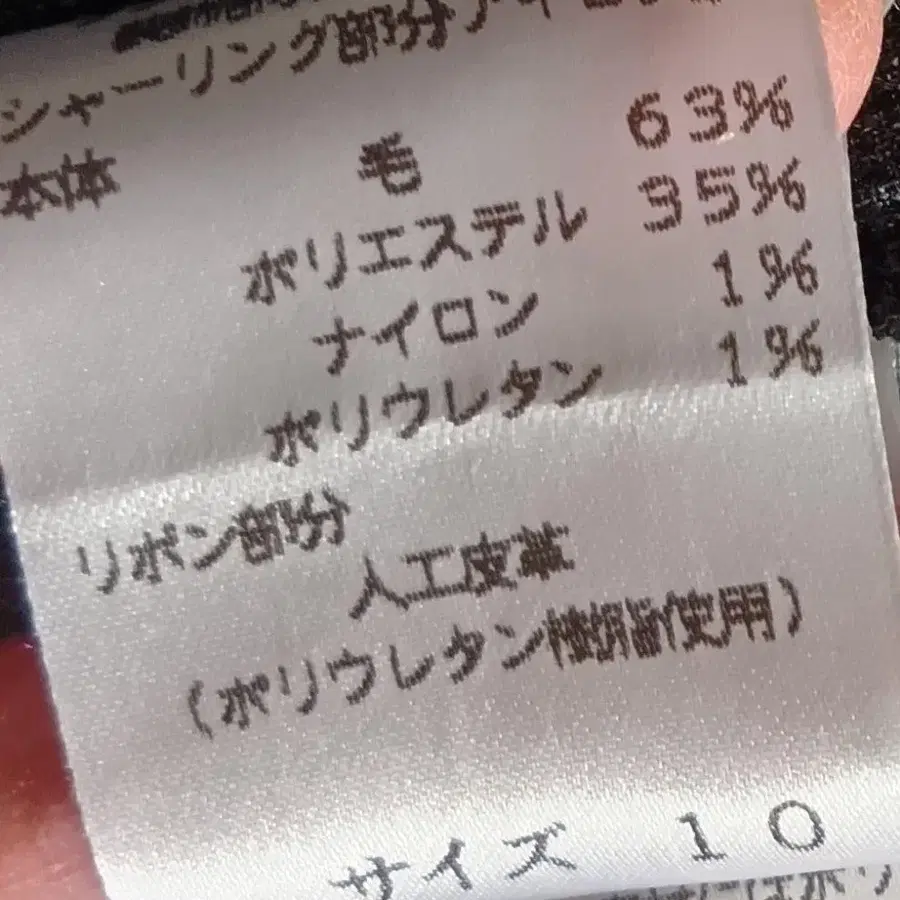 シャーリング部分
本体 毛 63%
ポリエステル 35%
ナイロン 1%
ポリウレタン 1%
リボン部分
人工皮革
(ポリウレタン樹脂使用)
サイズ 10